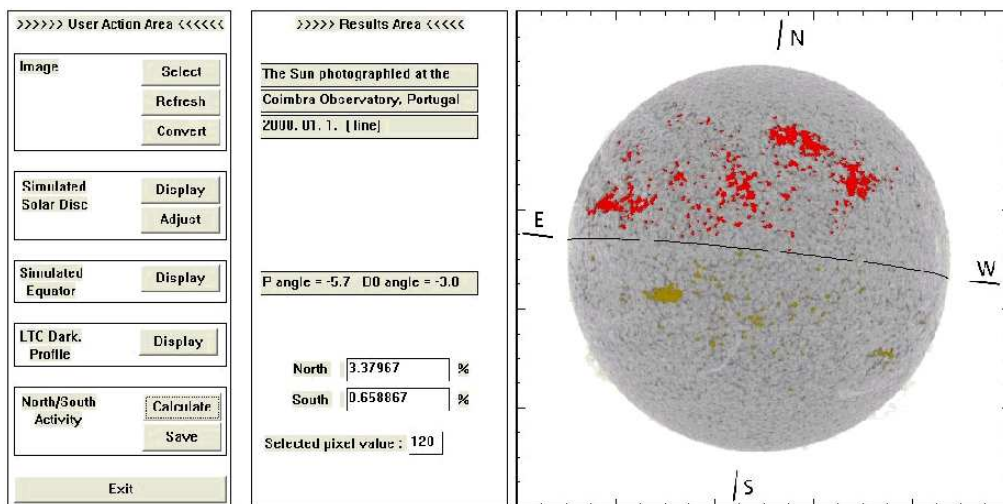 >>>>>> User Action Area <<<<<<
Image
Select
Refresh
Convert
Simulated
Solar Disc
Display
Adjust
Simulated
Equator
Display
LTC Dark.
Profile
Display
North/South
Activity
Calculate
Save
Exit
>>>>> Results Area <<<<<
The Sun photographied at the
Coimbra Observatory, Portugal
2000. 01. 1. (line)
P angle = -5.7 D0 angle = -3.0
North 3.37967 %
South 0.658867 %
Selected pixel value : 120
N
E
W
S